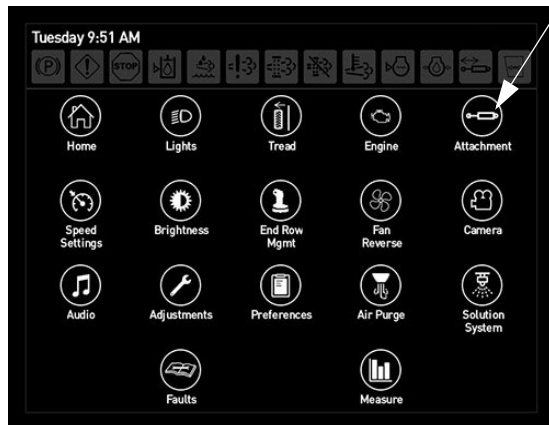 Tuesday 9:51 AM
(P) STOP
Home Lights Tread Engine Attachment
Speed Settings Brightness End Row Mgmt Fan Reverse Camera
Audio Adjustments Preferences Air Purge Solution System
Faults Measure